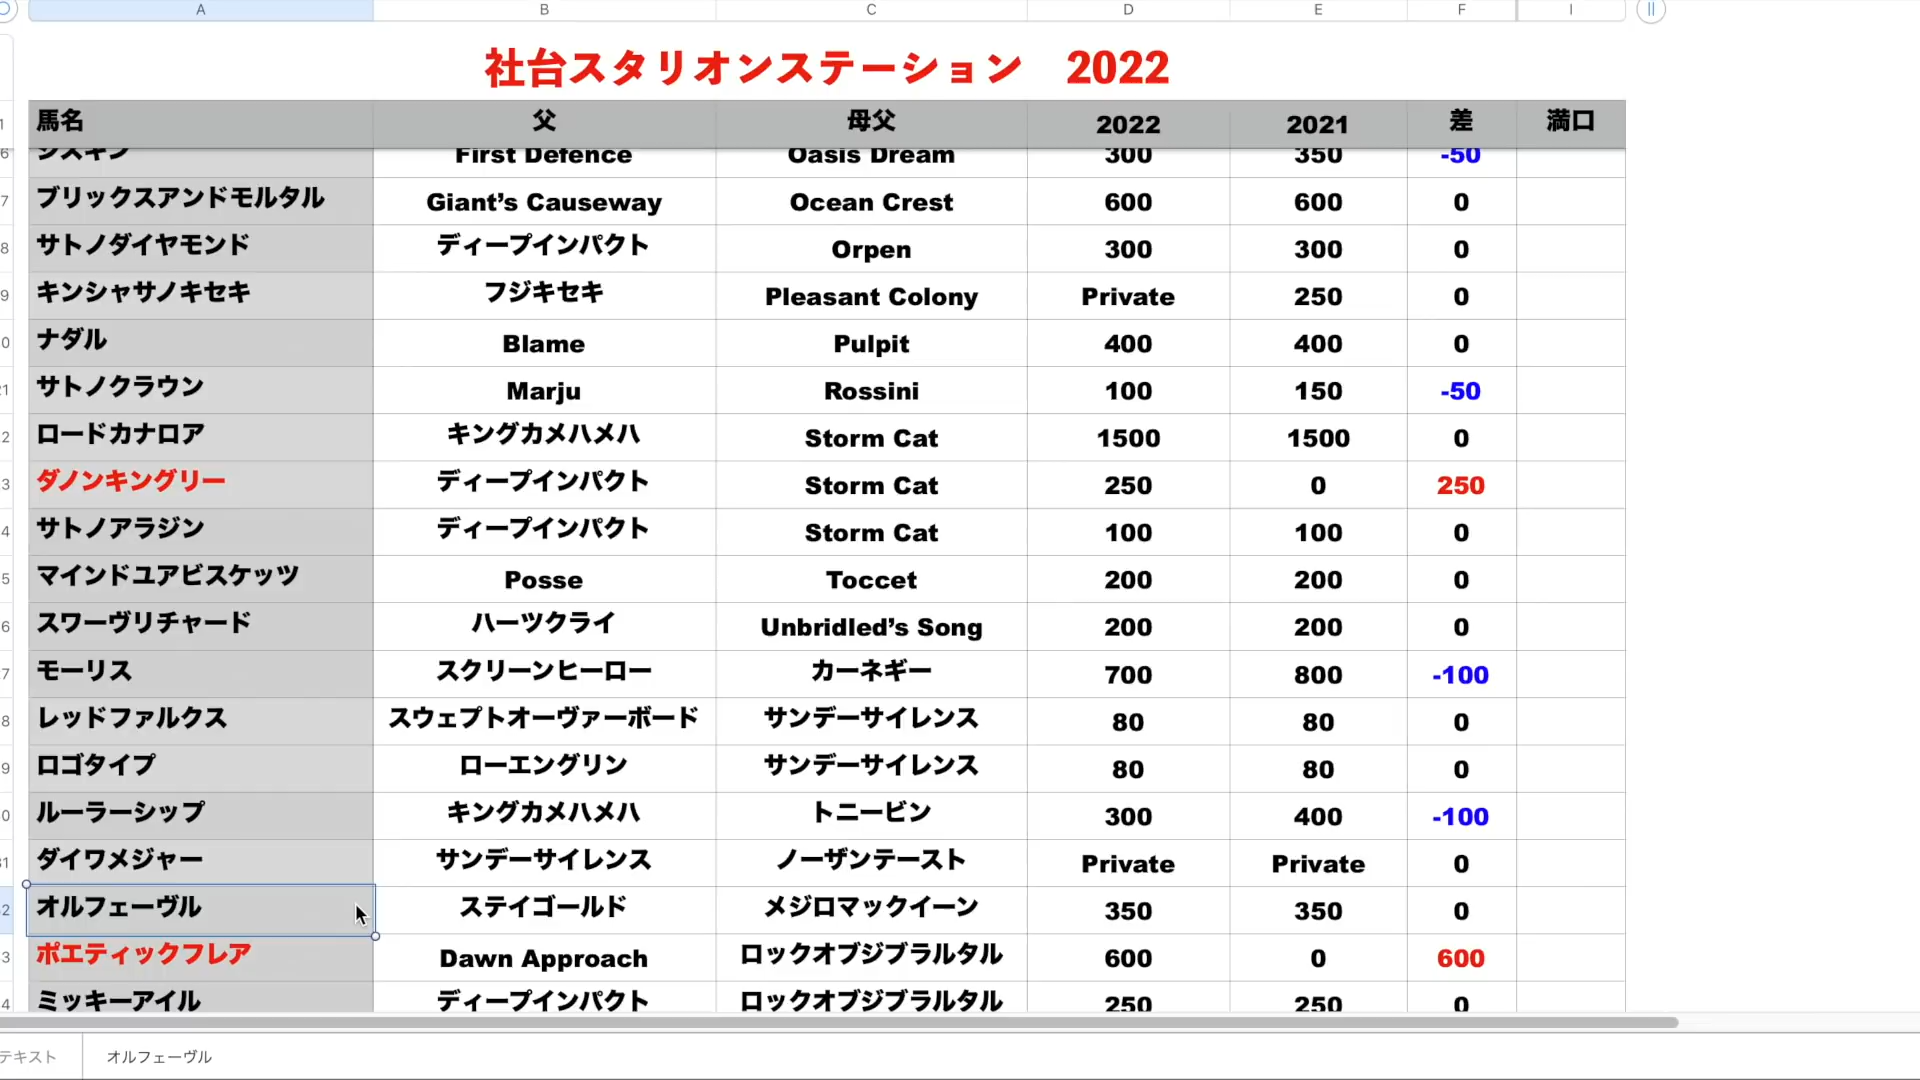 A B C D E F I
社台スタリオンステーション 2022
馬名 父 母父 2022 2021 差 満口
シスキン First Defence Oasis Dream 300 350 -50
ブリックスアンドモルタル Giant’s Causeway Ocean Crest 600 600 0
サトノダイヤモンド ディープインパクト Orpen 300 300 0
キンシャサノキセキ フジキセキ Pleasant Colony Private 250 0
ナダル Blame Pulpit 400 400 0
サトノクラウン Marju Rossini 100 150 -50
ロードカナロア キングカメハメハ Storm Cat 1500 1500 0
ダノンキングリー ディープインパクト Storm Cat 250 0 250
サトノアラジン ディープインパクト Storm Cat 100 100 0
マインドユアビスケッツ Posse Toccet 200 200 0
スワーヴリチャード ハーツクライ Unbridled’s Song 200 200 0
モーリス スクリーンヒーロー カーネギー 700 800 -100
レッドファルクス スウェプトオーヴァーボード サンデーサイレンス 80 80 0
ロゴタイプ ローエングリン サンデーサイレンス 80 80 0
ルーラーシップ キングカメハメハ トニービン 300 400 -100
ダイワメジャー サンデーサイレンス ノーザンテースト Private Private 0
オルフェーヴル ステイゴールド メジロマックイーン 350 350 0
ポエティックフレア Dawn Approach ロックオブジブラルタル 600 0 600
ミッキーアイル ディープインパクト ロックオブジブラルタル 250 250 0
テキスト オルフェーヴル